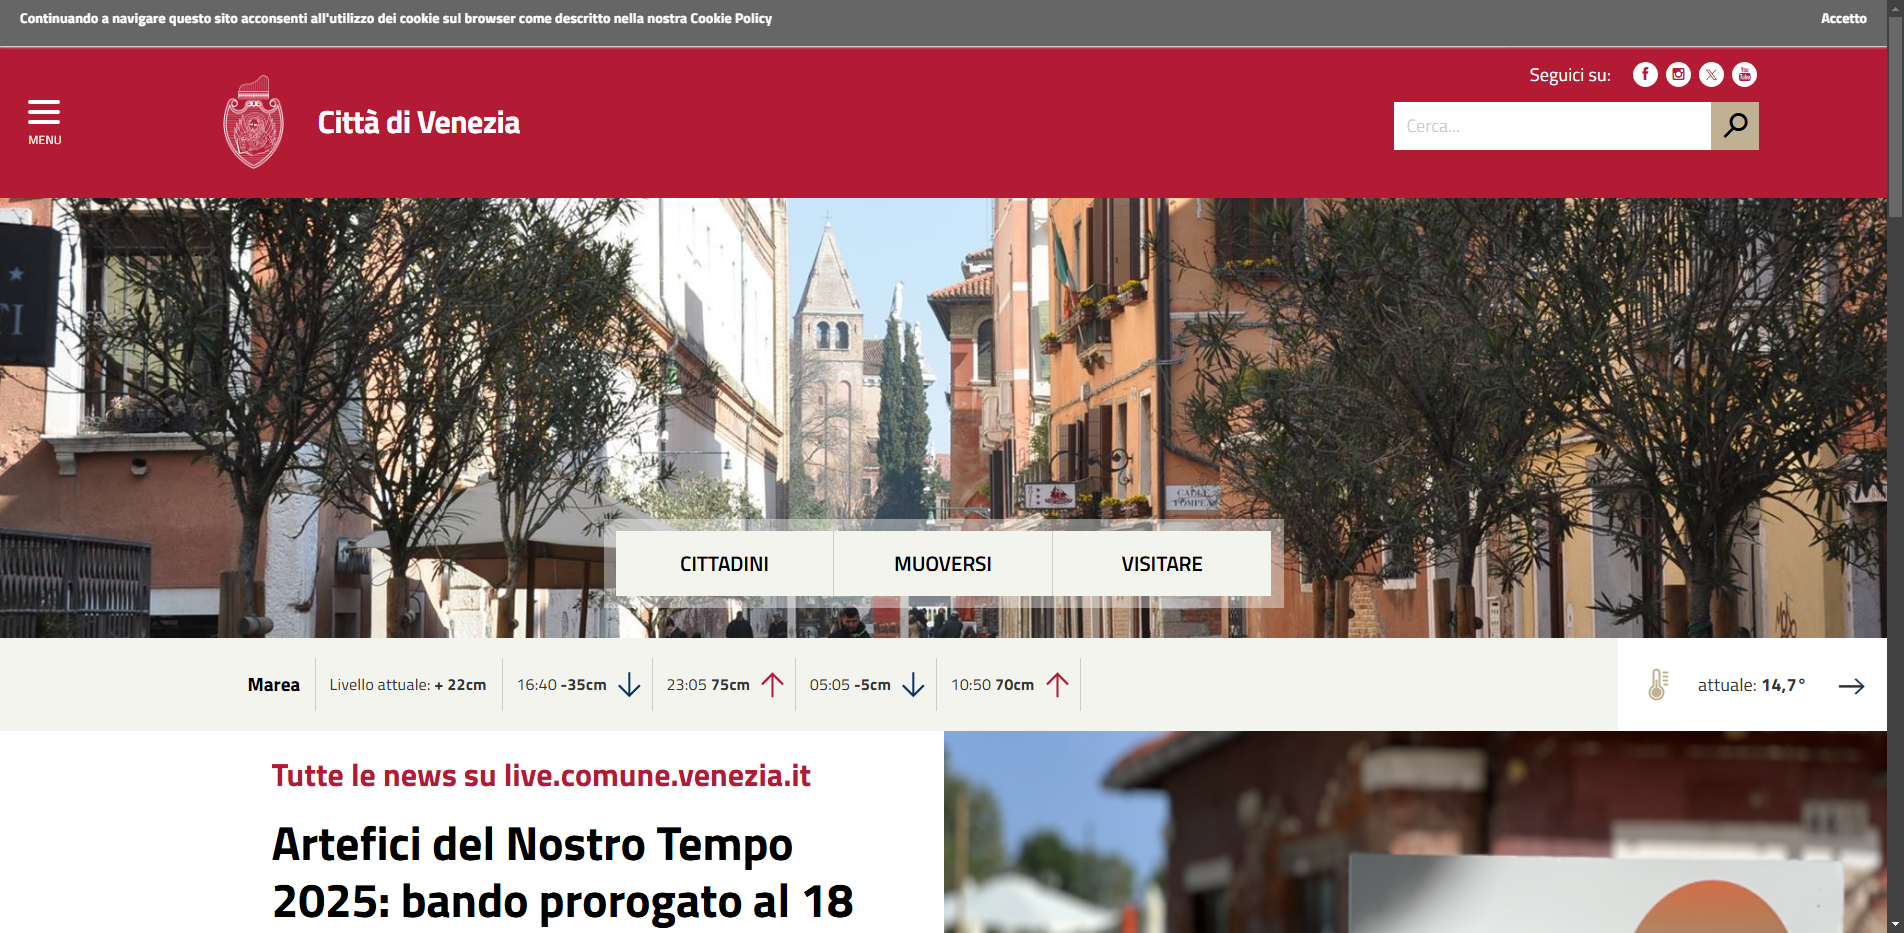 Continuando a navigare questo sito acconsenti all'utilizzo dei cookie sul browser come descritto nella nostra Cookie Policy
Accetto
Seguici su:
MENU
Città di Venezia
Cerca...
CALLE
POMPEA
CITTADINI
MUOVERSI
VISITARE
Marea
Livello attuale: + 22cm
16:40 -35cm
23:05 75cm
05:05 -5cm
10:50 70cm
attuale: 14,7°
Tutte le news su live.comune.venezia.it
Artefici del Nostro Tempo
2025: bando prorogato al 18